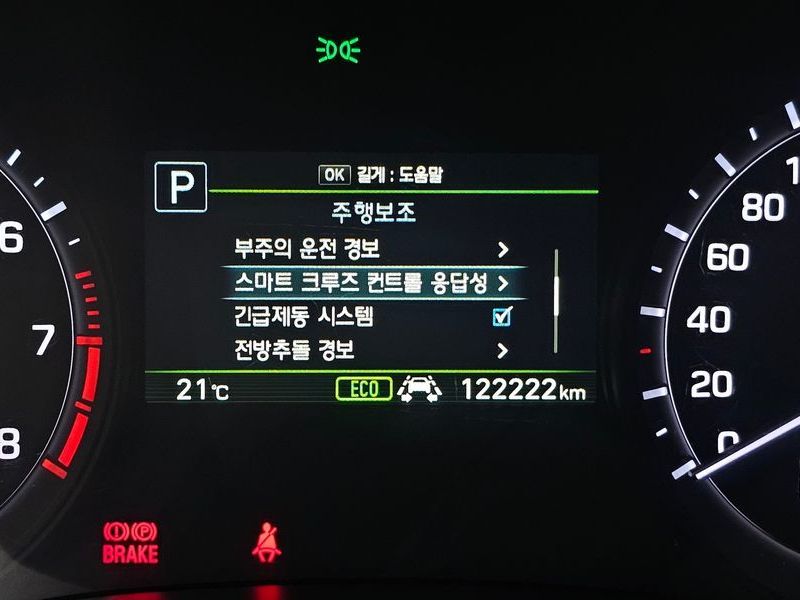 P
OK 길게 : 도움말
주행보조
부주의 운전 경보
스마트 크루즈 컨트롤 응답성
긴급제동 시스템
전방추돌 경보
21℃ ECO 122222km
6
7
8
80
60
40
20
0
P
BRAKE